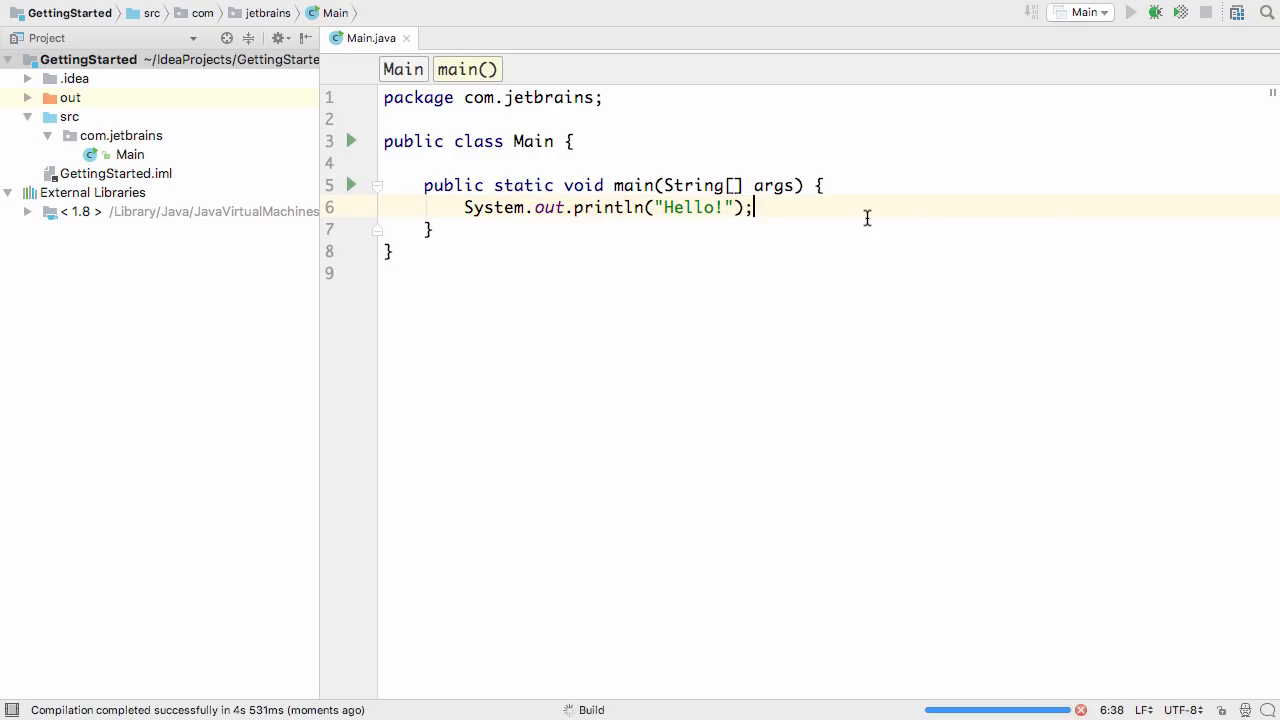 GettingStarted src com jetbrains Main Main
Project Main.java
GettingStarted ~/IdeaProjects/GettingStarte
Main main()
.idea
out
src
com.jetbrains
Main
GettingStarted.iml
External Libraries
< 1.8 > /Library/Java/JavaVirtualMachines
1 package com.jetbrains;
2
3 public class Main {
4
5 public static void main(String[] args) {
6 System.out.println("Hello!");
7 }
8 }
9
Compilation completed successfully in 4s 531ms (moments ago) Build 6:38 LF÷ UTF-8÷